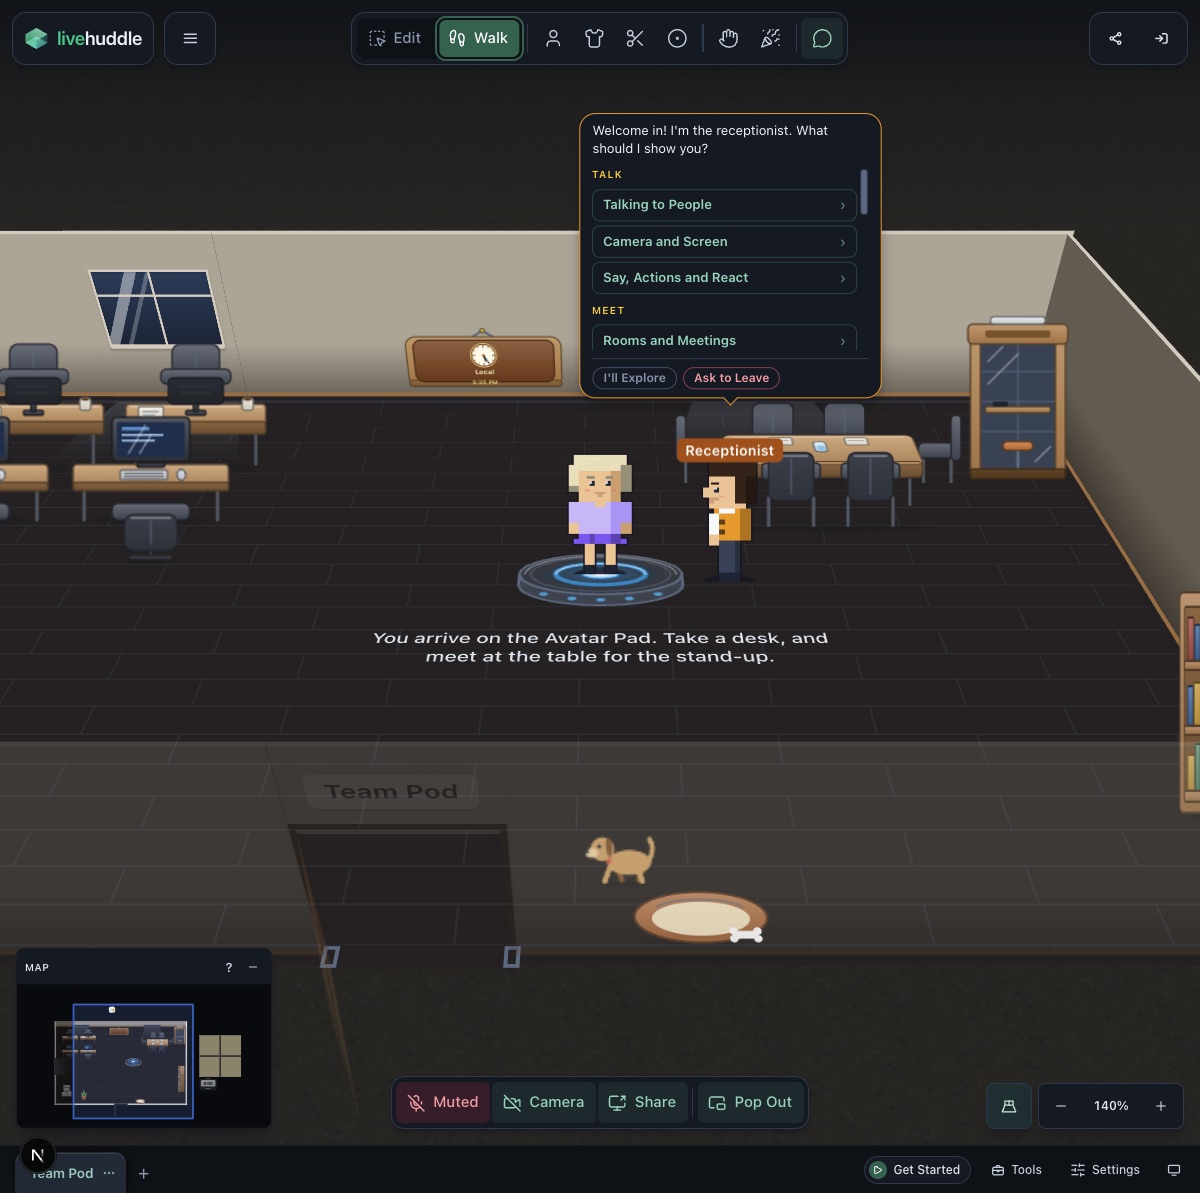 livehuddle
Edit
Walk
Welcome in! I'm the receptionist. What
should I show you?
TALK
Talking to People
Camera and Screen
Say, Actions and React
MEET
Rooms and Meetings
I'll Explore
Ask to Leave
Local
5:25 PM
Receptionist
You arrive on the Avatar Pad. Take a desk, and
meet at the table for the stand-up.
Team Pod
MAP
?
Muted
Camera
Share
Pop Out
140%
N
Team Pod
Get Started
Tools
Settings